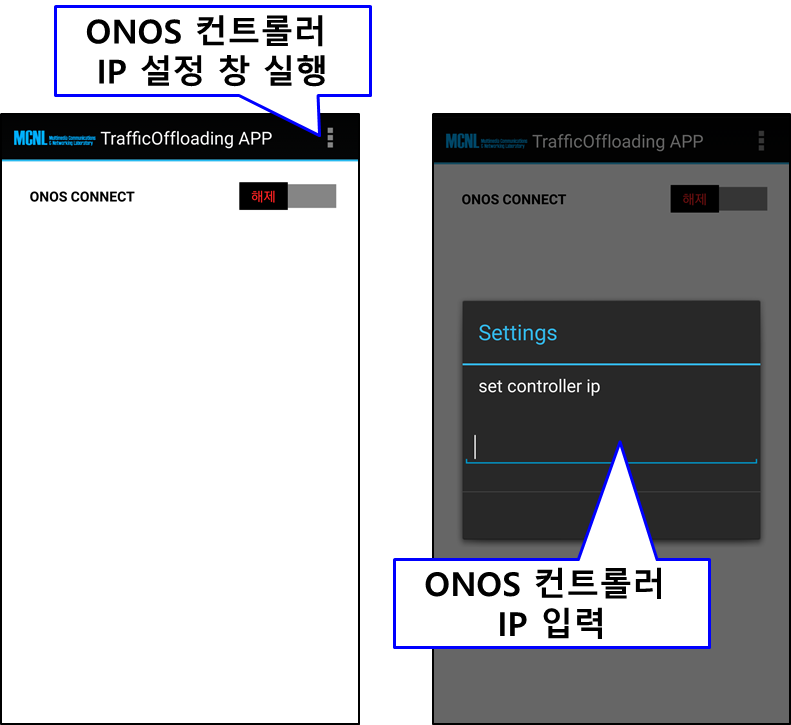 ONOS 컨트롤러
IP 설정 창 실행
MCNL Multimedia Communications
& Networking Laboratory
TrafficOffloading APP
ONOS CONNECT
해제
MCNL Multimedia Communications
& Networking Laboratory
TrafficOffloading APP
ONOS CONNECT
해제
Settings
set controller ip
ONOS 컨트롤러
IP 입력